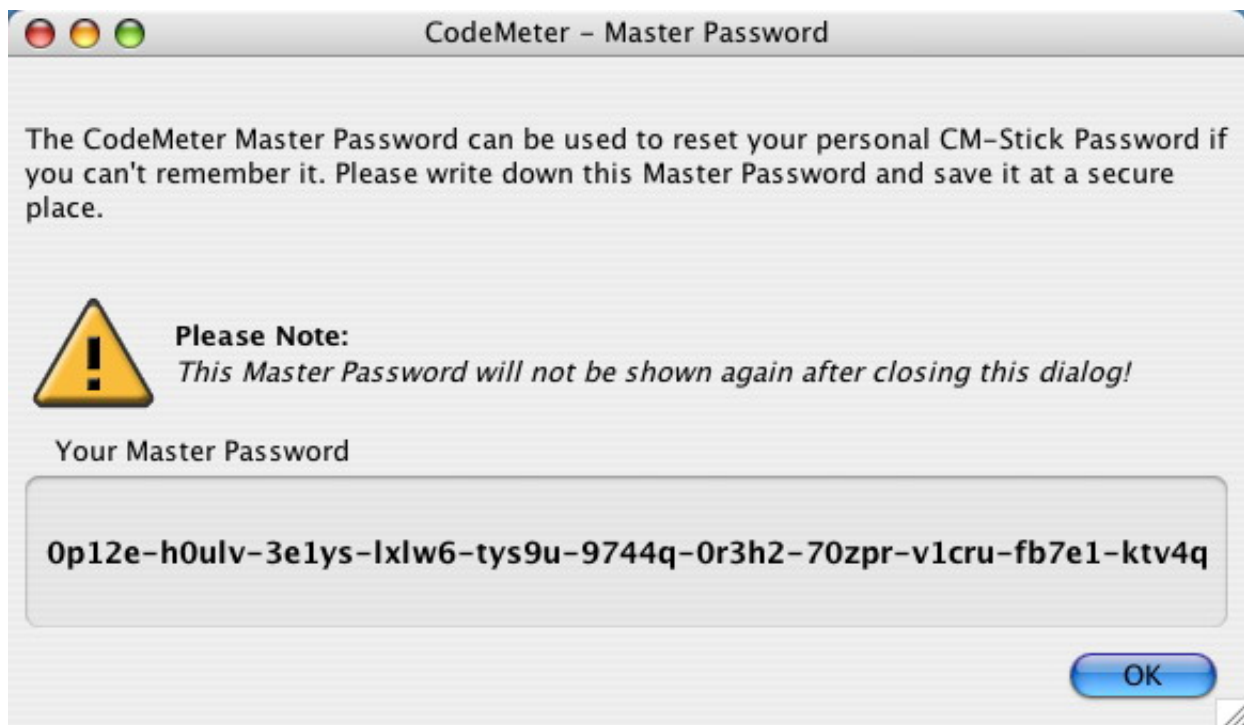 CodeMeter – Master Password
The CodeMeter Master Password can be used to reset your personal CM-Stick Password if
you can't remember it. Please write down this Master Password and save it at a secure
place.
Please Note:
This Master Password will not be shown again after closing this dialog!
Your Master Password
0p12e-h0ulv-3e1ys-lxlw6-tys9u-9744q-0r3h2-70zpr-v1cru-fb7e1-ktv4q
OK